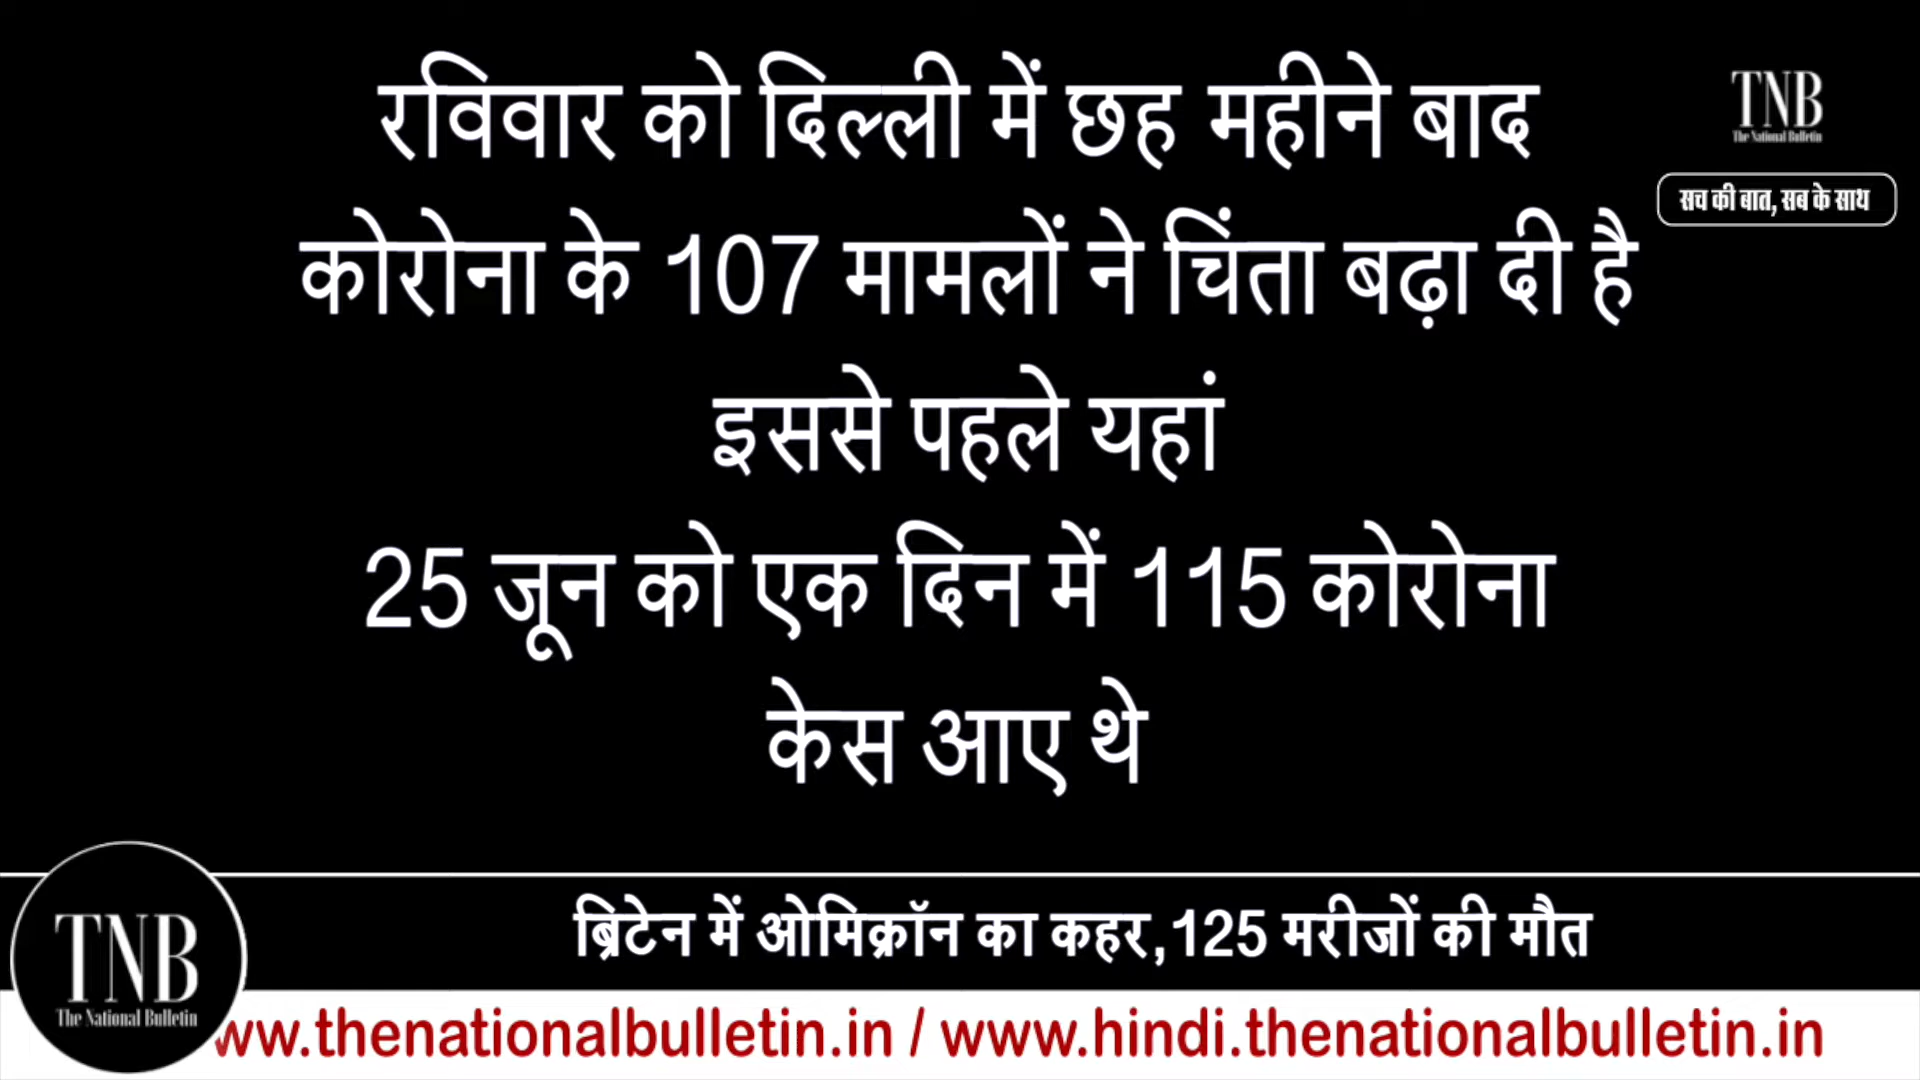 रविवार को दिल्ली में छह महीने बाद
TNB
The National Bulletin
सच की बात, सब के साथ
कोरोना के 107 मामलों ने चिंता बढ़ा दी है
इससे पहले यहां
25 जून को एक दिन में 115 कोरोना
केस आए थे
ब्रिटेन में ओमिक्रॉन का कहर,125 मरीजों की मौत
TNB
The National Bulletin
ww.thenationalbulletin.in / www.hindi.thenationalbulletin.in